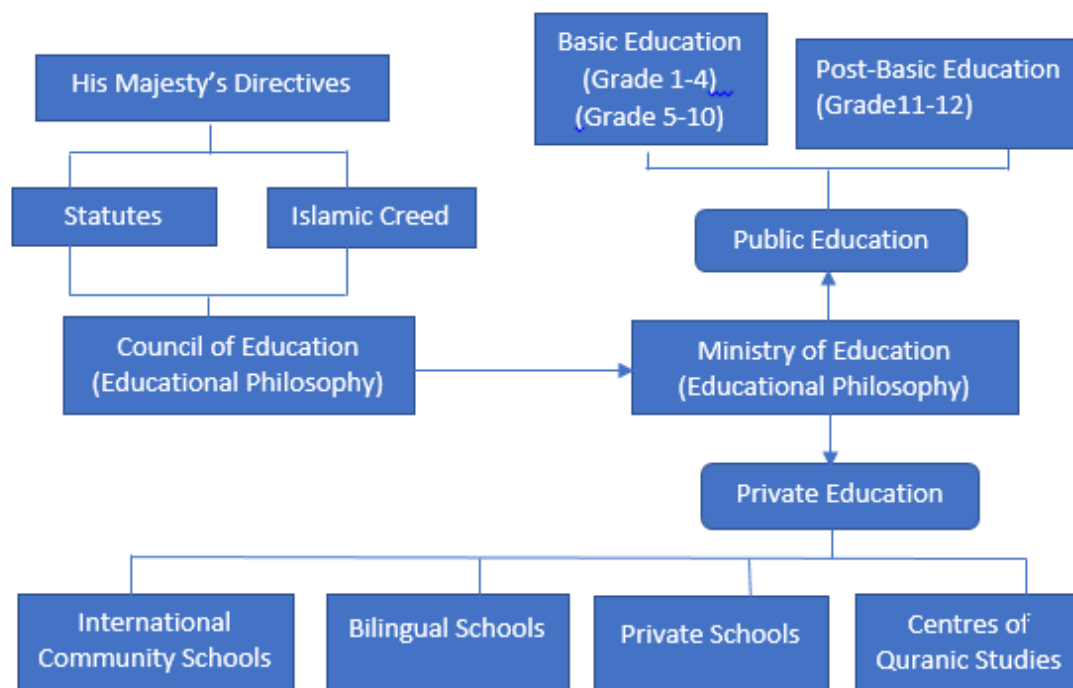 His Majesty's Directives
Statutes
Islamic Creed
Council of Education
(Educational Philosophy)
Basic Education
(Grade 1-4)
(Grade 5-10)
Post-Basic Education
(Grade11-12)
Public Education
Ministry of Education
(Educational Philosophy)
Private Education
International
Community Schools
Bilingual Schools
Private Schools
Centres of
Quranic Studies